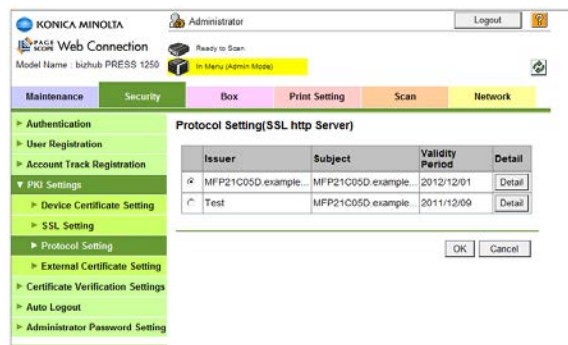 KONICA MINOLTA
Administrator
Logout
?
PAGE SCOPE Web Connection
Ready to Scan
Model Name : bizhub PRESS 1250
In Menu (Admin Mode)
Maintenance Security Box Print Setting Scan Network
Authentication
User Registration
Account Track Registration
PKI Settings
Device Certificate Setting
SSL Setting
Protocol Setting
External Certificate Setting
Certificate Verification Settings
Auto Logout
Administrator Password Setting
Protocol Setting(SSL http Server)
Issuer Subject Validity Period Detail
MFP21C05D.example... MFP21C05D.example... 2012/12/01 Detail
Test MFP21C05D.example... 2011/12/09 Detail
OK Cancel